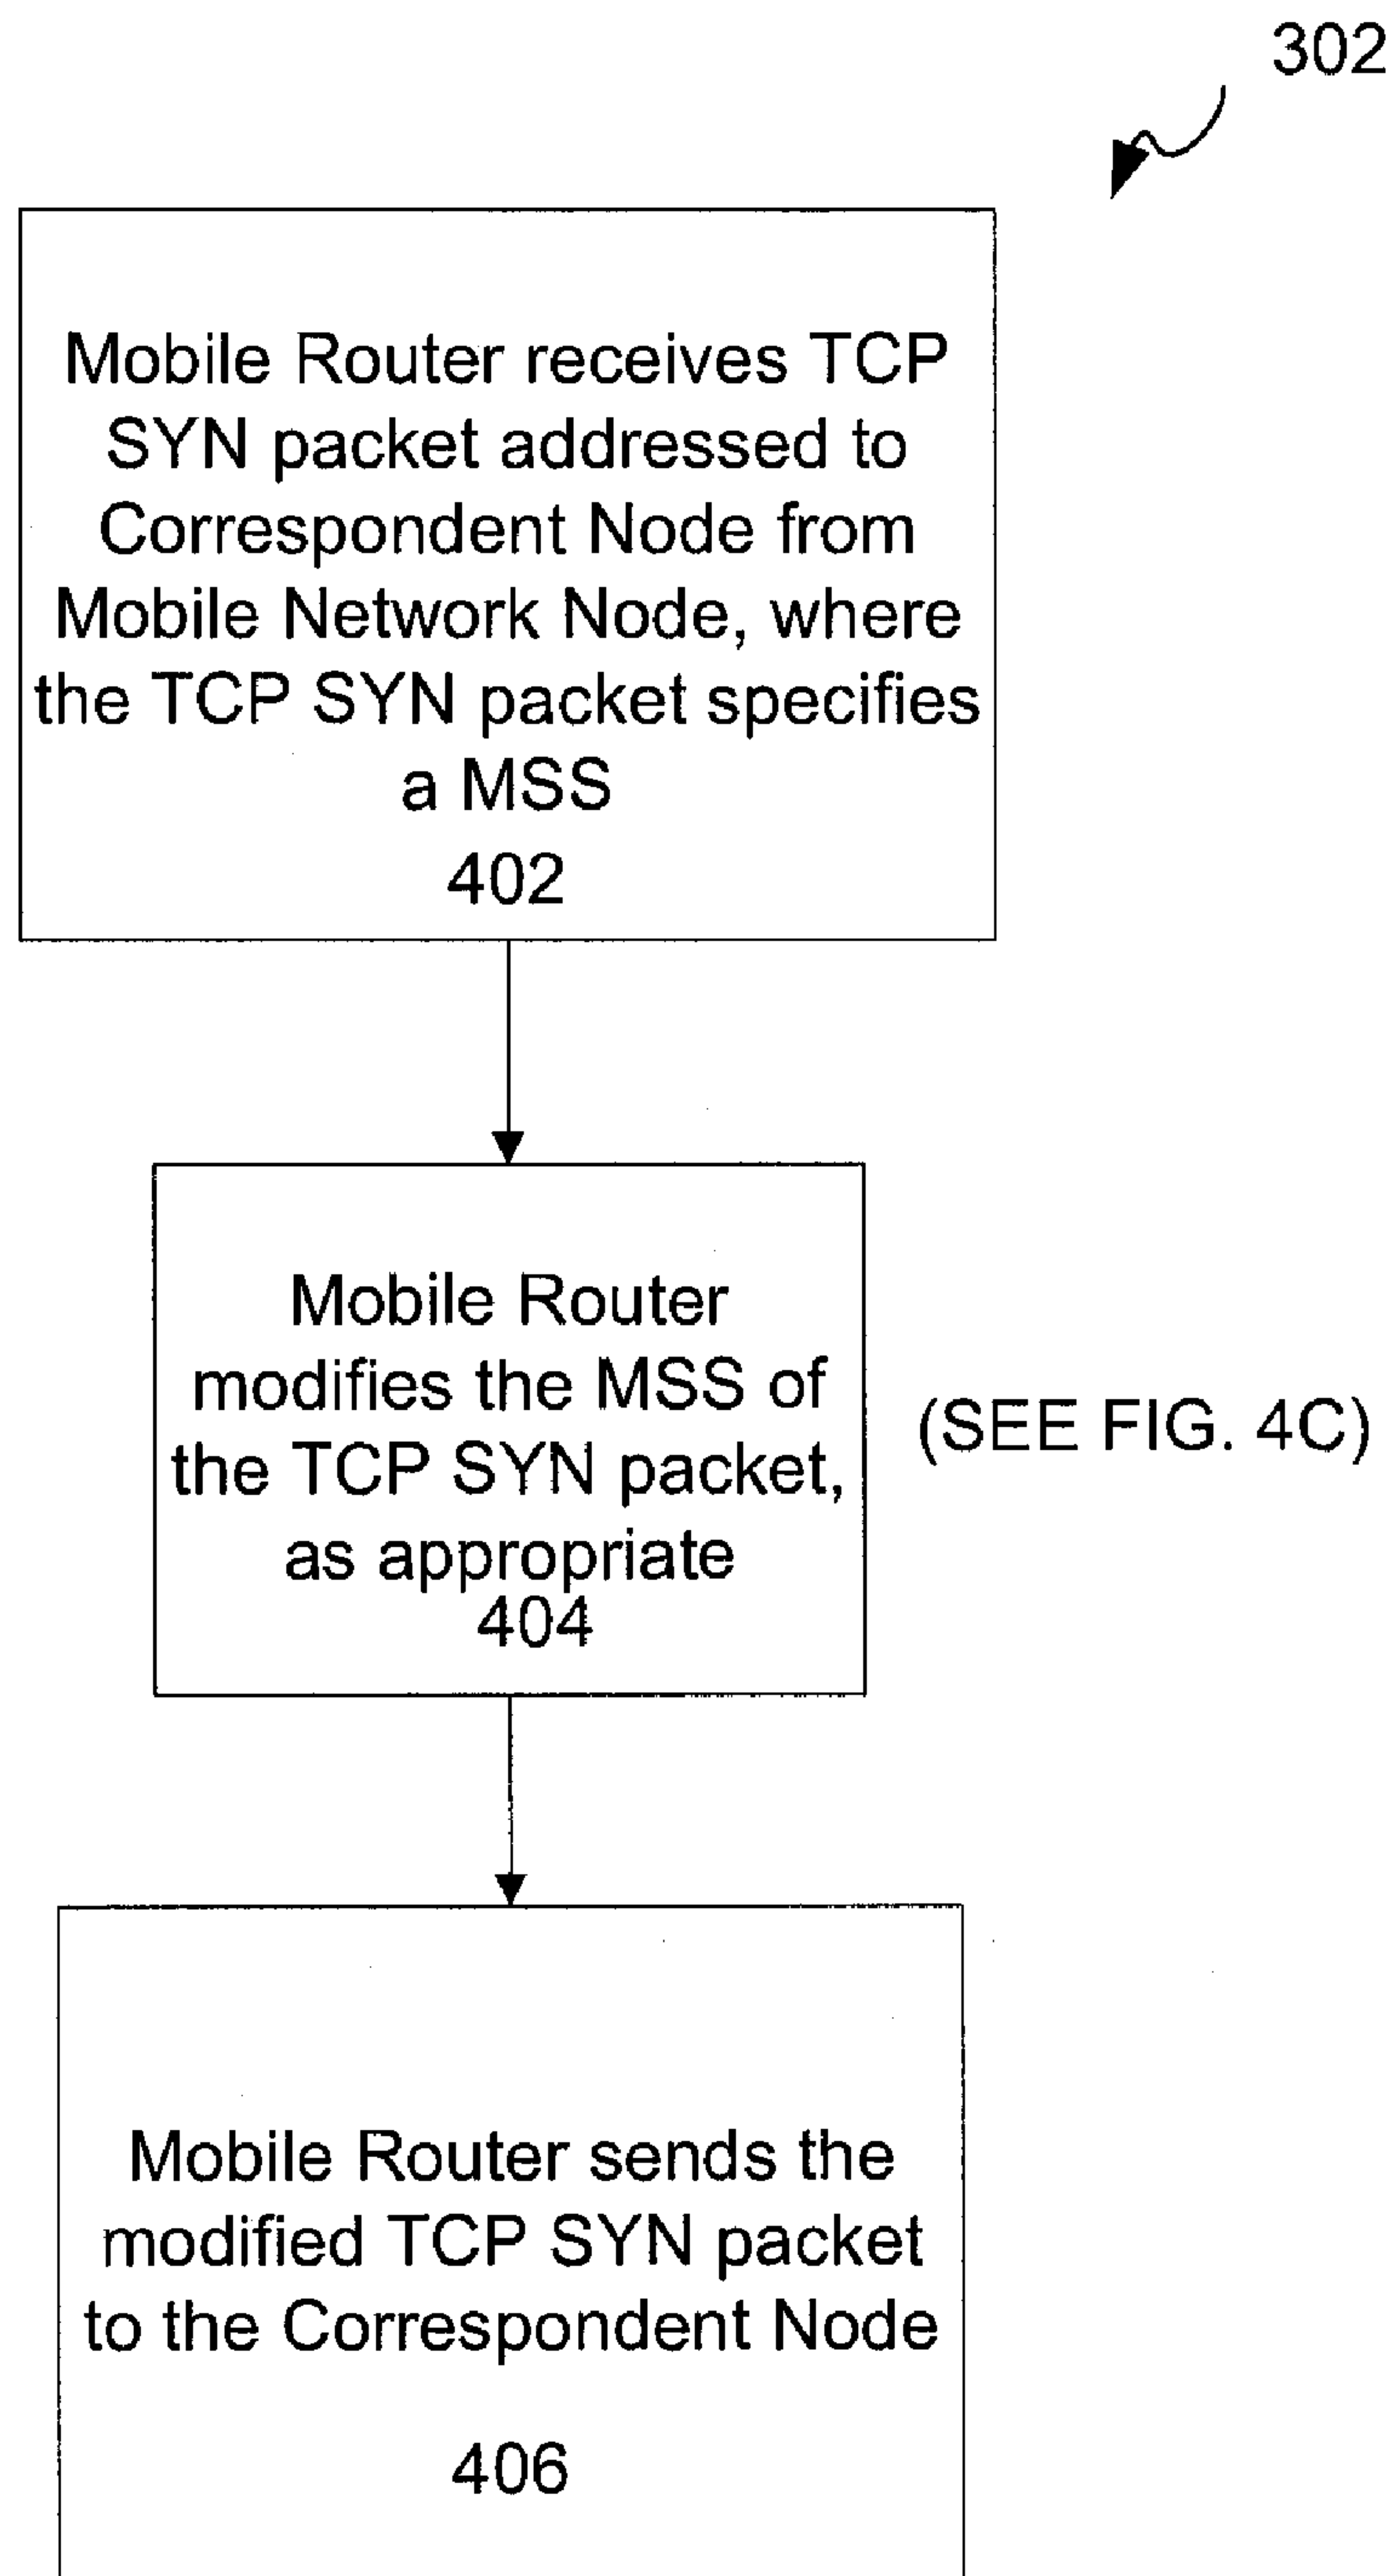 302
Mobile Router receives TCP
SYN packet addressed to
Correspondent Node from
Mobile Network Node, where
the TCP SYN packet specifies
a MSS
402
Mobile Router
modifies the MSS of
the TCP SYN packet,
as appropriate
404
(SEE FIG. 4C)
Mobile Router sends the
modified TCP SYN packet
to the Correspondent Node
406